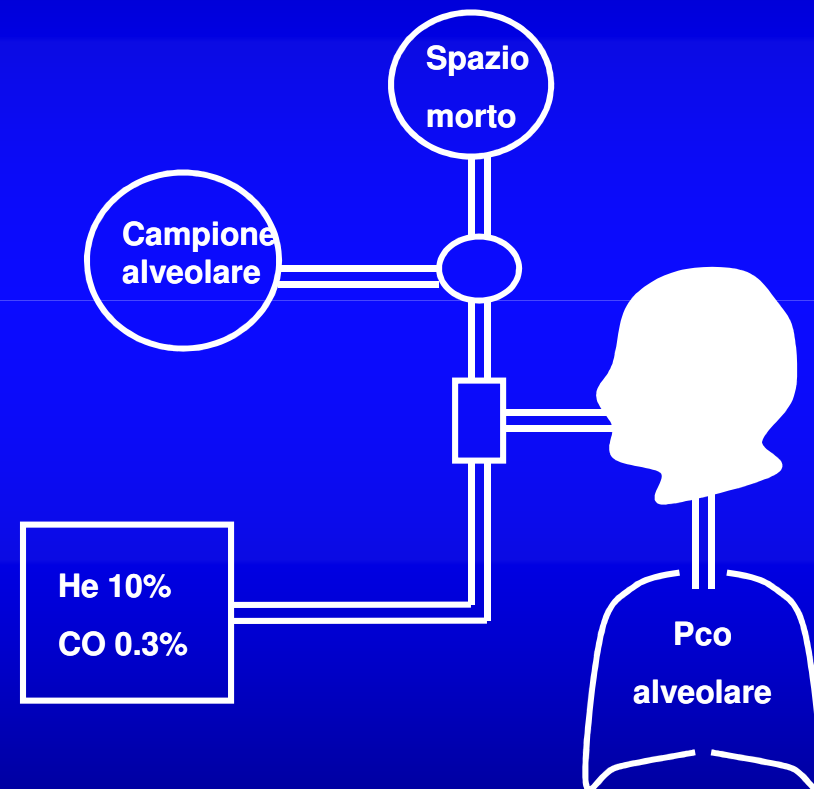 Spazio
morto
Campione
alveolare
He 10%
CO 0.3%
Pco
alveolare